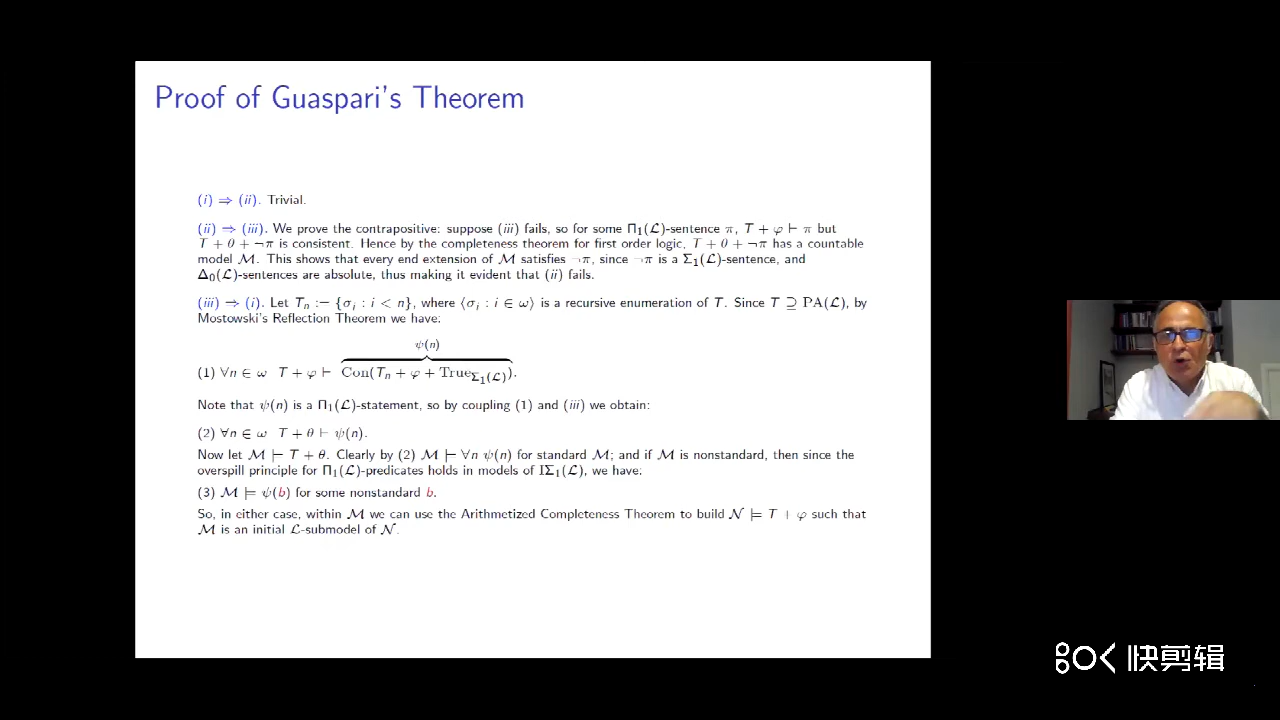 Proof of Guaspari's Theorem
(i) ⇒ (ii). Trivial.
(ii) ⇒ (iii). We prove the contrapositive: suppose (iii) fails, so for some Π₁(ℒ)-sentence π, T + φ ⊢ π but
T + θ + ¬π is consistent. Hence by the completeness theorem for first order logic, T + θ + ¬π has a countable
model ℳ. This shows that every end extension of ℳ satisfies ¬π, since ¬π is a Σ₁(ℒ)-sentence, and
Δ₀(ℒ)-sentences are absolute, thus making it evident that (ii) fails.
(iii) ⇒ (i). Let Tₙ := {σᵢ : i < n}, where ⟨σᵢ : i ∈ ω⟩ is a recursive enumeration of T. Since T ⊇ PA(ℒ), by
Mostowski's Reflection Theorem we have:
ψ(n)
(1) ∀n ∈ ω T + φ ⊢ Con(Tₙ + φ + True_Σ₁(ℒ)),
Note that ψ(n) is a Π₁(ℒ)-statement, so by coupling (1) and (iii) we obtain:
(2) ∀n ∈ ω T + θ ⊢ ψ(n).
Now let ℳ ⊨ T + θ. Clearly by (2) ℳ ⊨ ∀n ψ(n) for standard ℳ; and if ℳ is nonstandard, then since the
overspill principle for Π₁(ℒ)-predicates holds in models of IΣ₁(ℒ), we have:
(3) ℳ ⊨ ψ(b) for some nonstandard b.
So, in either case, within ℳ we can use the Arithmetized Completeness Theorem to build 𝒩 ⊨ T + φ such that
ℳ is an initial ℒ-submodel of 𝒩.
快剪辑